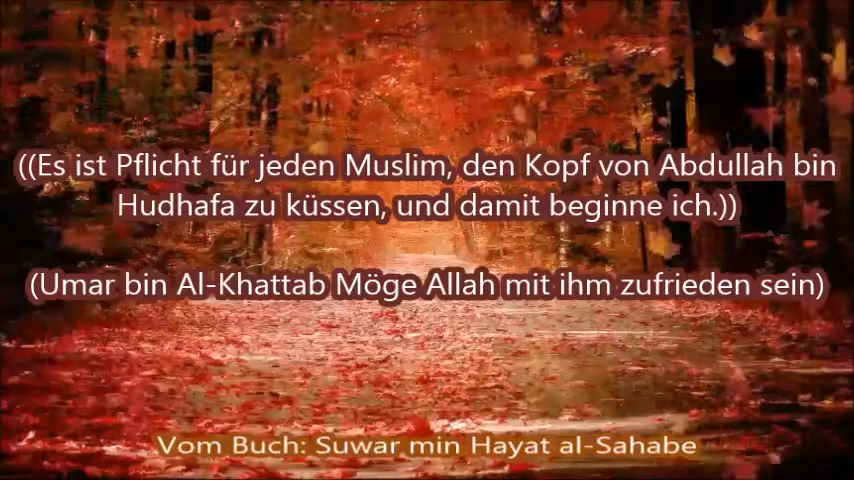 ((Es ist Pflicht für jeden Muslim, den Kopf von Abdullah bin
Hudhafa zu küssen, und damit beginne ich.))
(Umar bin Al-Khattab Möge Allah mit ihm zufrieden sein)
Vom Buch: Suwar min Hayat al-Sahabe